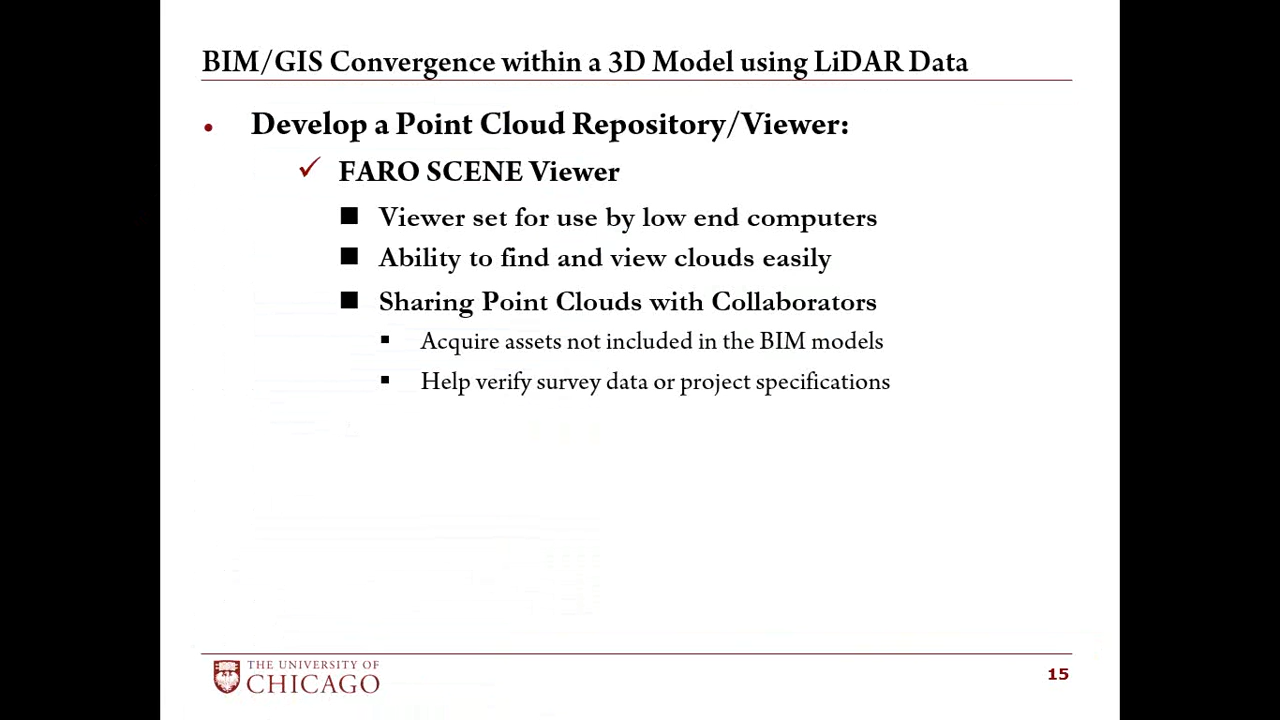 BIM/GIS Convergence within a 3D Model using LiDAR Data
Develop a Point Cloud Repository/Viewer:
FARO SCENE Viewer
Viewer set for use by low end computers
Ability to find and view clouds easily
Sharing Point Clouds with Collaborators
Acquire assets not included in the BIM models
Help verify survey data or project specifications
THE UNIVERSITY OF
CHICAGO
15